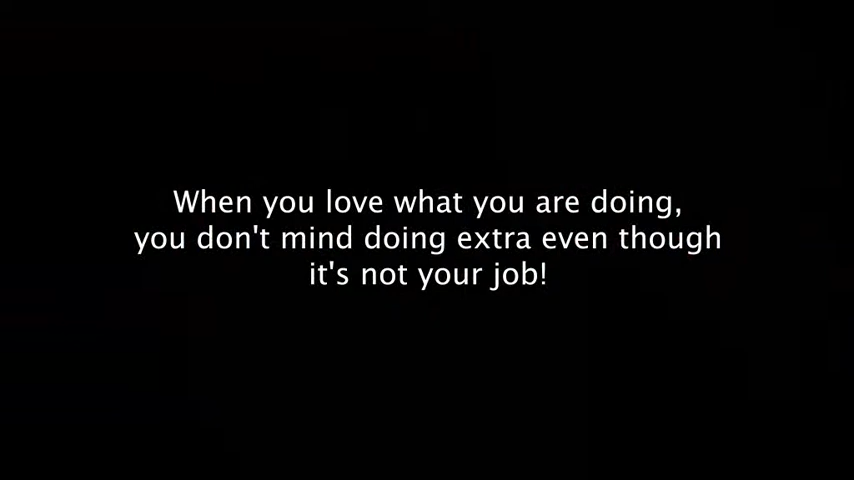 When you love what you are doing,
you don't mind doing extra even though
it's not your job!